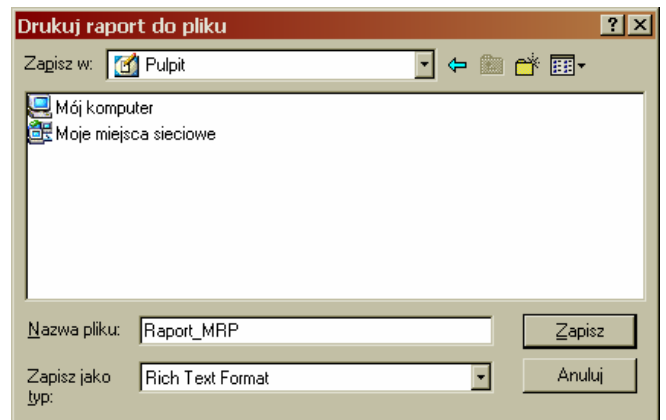 Drukuj raport do pliku
Zapisz w: Pulpit
Mój komputer
Moje miejsca sieciowe
Nazwa pliku: Raport_MRP Zapisz
Zapisz jako typ: Rich Text Format Anuluj